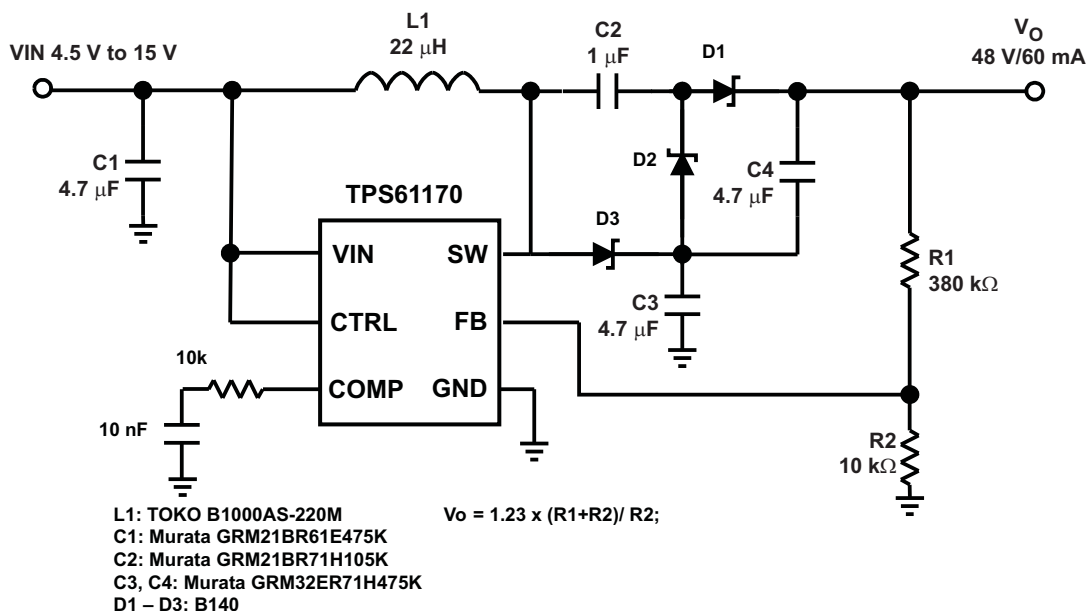 L1
22 μH
C2
1 μF
D1
VO
48 V/60 mA
VIN 4.5 V to 15 V
C1
4.7 μF
D2
C4
4.7 μF
TPS61170
D3
VIN
SW
R1
380 kΩ
C3
4.7 μF
CTRL
FB
10k
COMP
GND
10 nF
R2
10 kΩ
L1: TOKO B1000AS-220M
Vo = 1.23 x (R1+R2)/ R2;
C1: Murata GRM21BR61E475K
C2: Murata GRM21BR71H105K
C3, C4: Murata GRM32ER71H475K
D1 – D3: B140